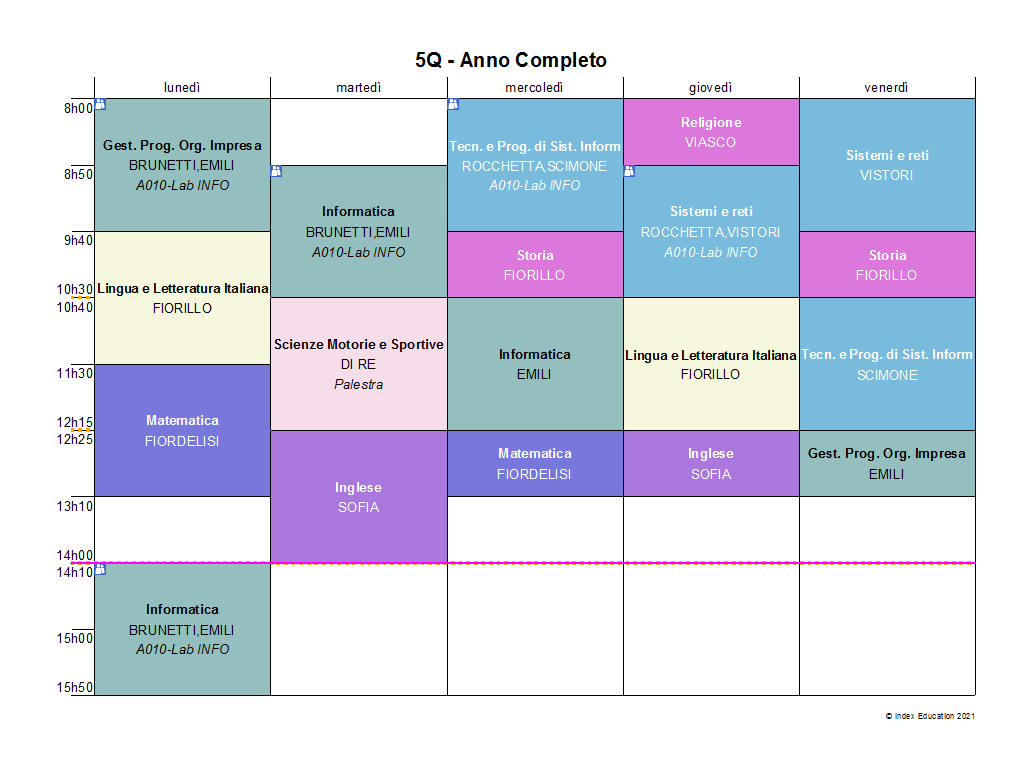 5Q - Anno Completo
lunedì
martedì
mercoledì
giovedì
venerdì
8h00
8h50
9h40
10h30
10h40
11h30
12h15
12h25
13h10
14h00
14h10
15h00
15h50
Gest. Prog. Org. Impresa
BRUNETTI,EMILI
A010-Lab INFO
Lingua e Letteratura Italiana
FIORILLO
Matematica
FIORDELISI
Informatica
BRUNETTI,EMILI
A010-Lab INFO
Informatica
BRUNETTI,EMILI
A010-Lab INFO
Scienze Motorie e Sportive
DI RE
Palestra
Inglese
SOFIA
Tecn. e Prog. di Sist. Inform
ROCCHETTA,SCIMONE
A010-Lab INFO
Storia
FIORILLO
Informatica
EMILI
Matematica
FIORDELISI
Religione
VIASCO
Sistemi e reti
ROCCHETTA,VISTORI
A010-Lab INFO
Lingua e Letteratura Italiana
FIORILLO
Inglese
SOFIA
Sistemi e reti
VISTORI
Storia
FIORILLO
Tecn. e Prog. di Sist. Inform
SCIMONE
Gest. Prog. Org. Impresa
EMILI
© Index Education 2021